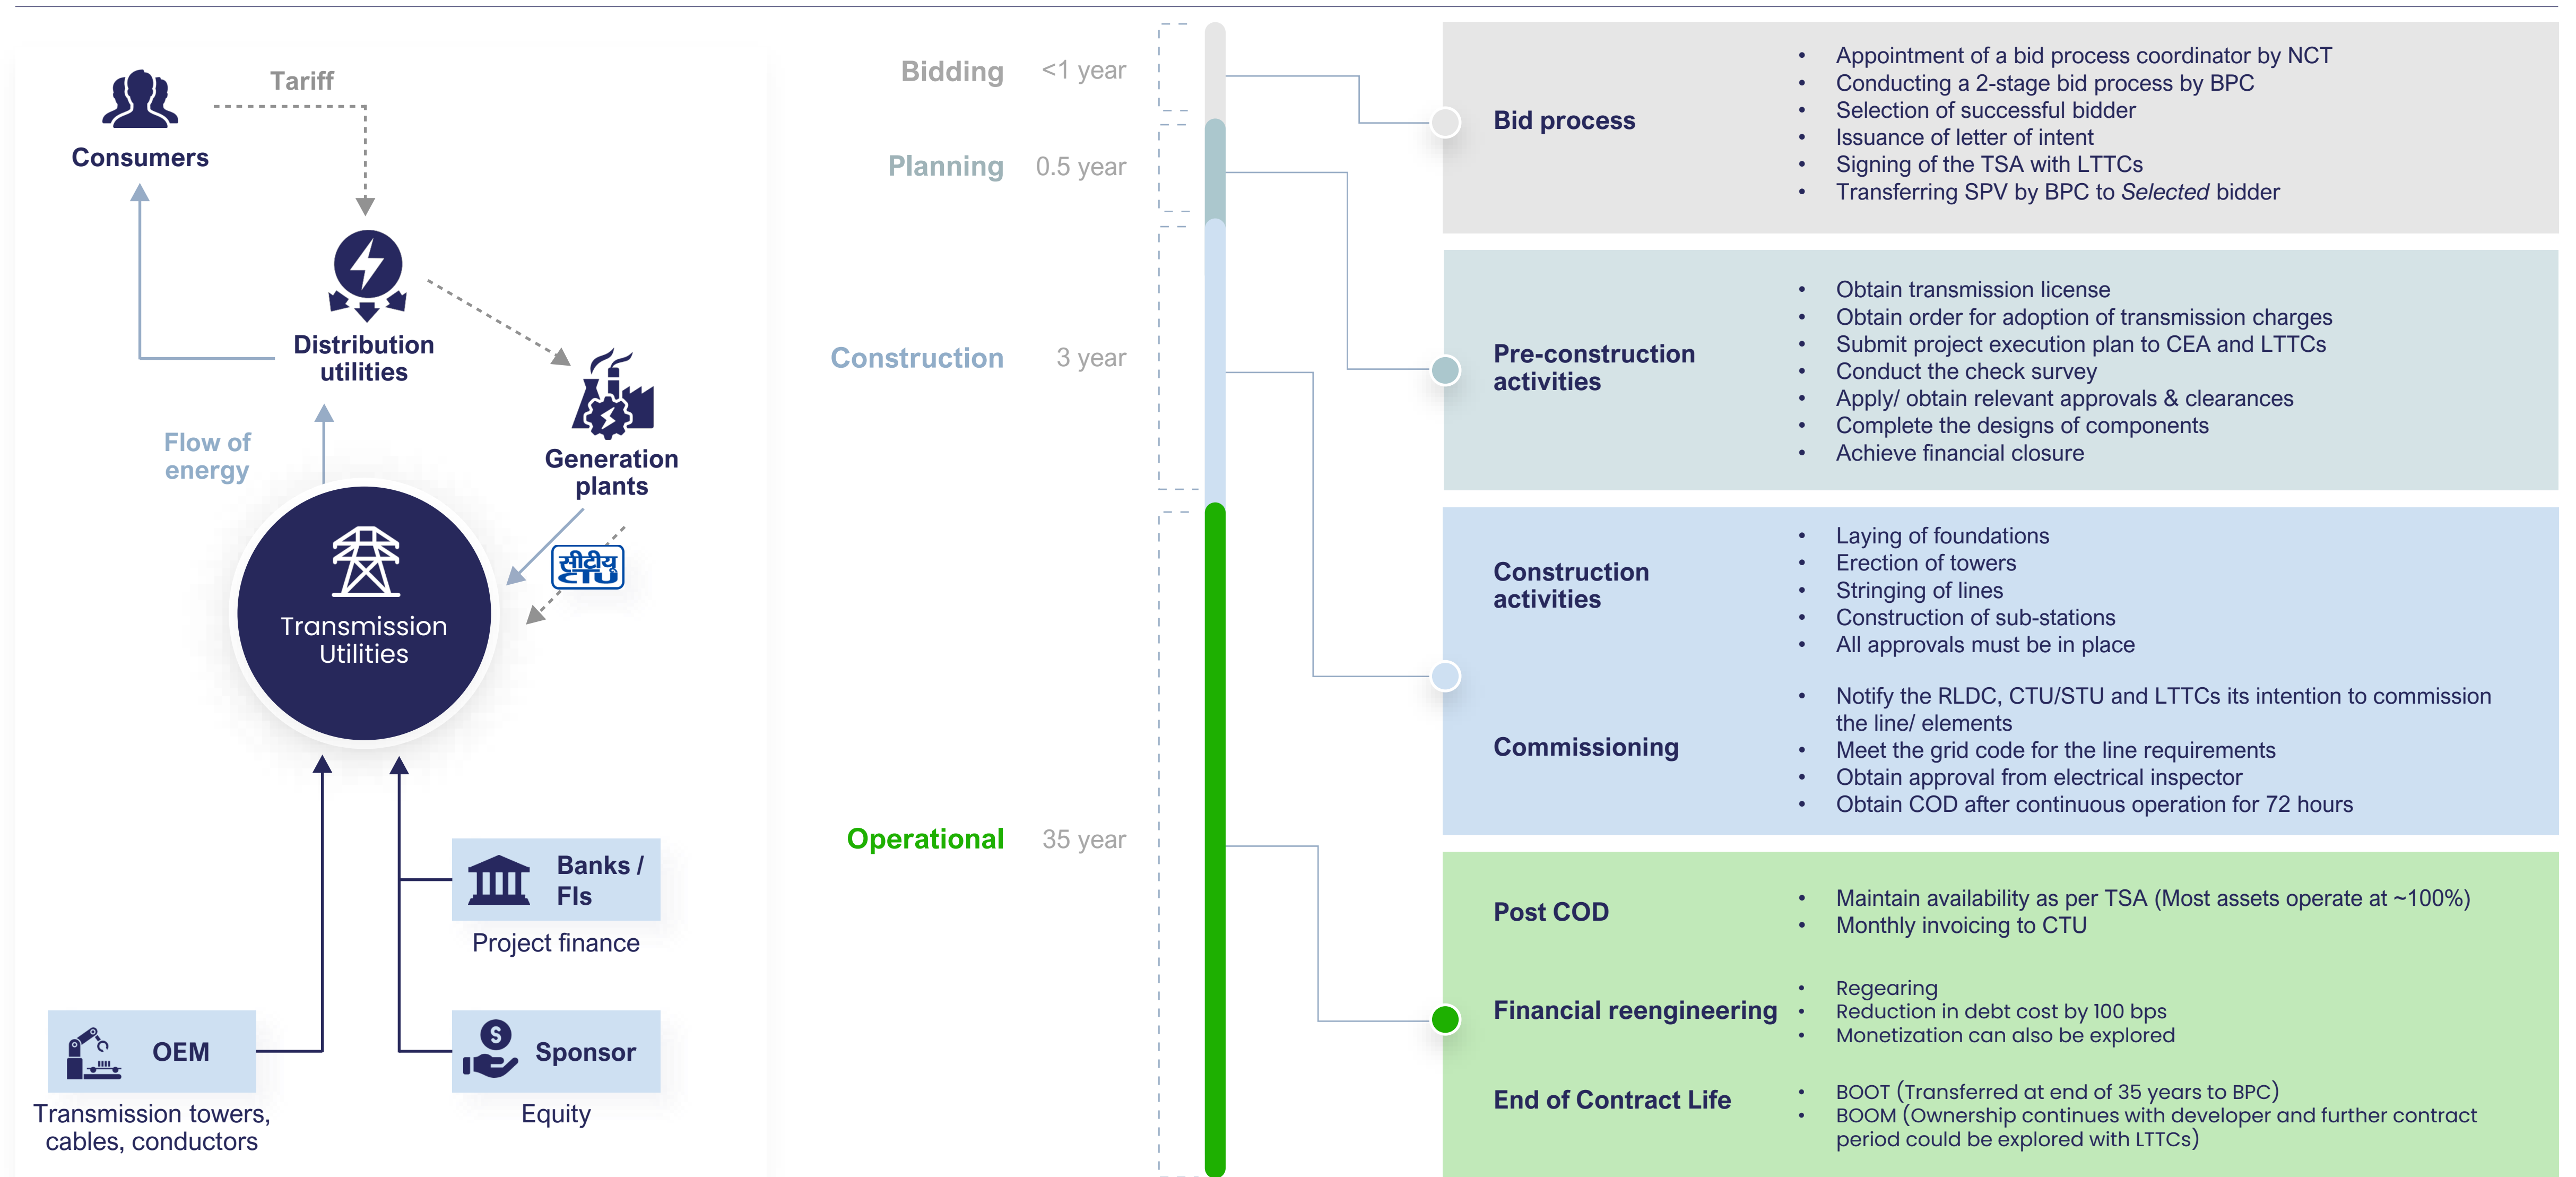 Tariff
Consumers
Distribution
utilities
Flow of
energy
Generation
plants
सीटीयू
CTU
Transmission
Utilities
Banks /
FIs
Project finance
OEM
Transmission towers,
cables, conductors
Sponsor
Equity
Bidding <1 year
Planning 0.5 year
Construction 3 year
Operational 35 year
Bid process
• Appointment of a bid process coordinator by NCT
• Conducting a 2-stage bid process by BPC
• Selection of successful bidder
• Issuance of letter of intent
• Signing of the TSA with LTTCs
• Transferring SPV by BPC to Selected bidder
Pre-construction
activities
• Obtain transmission license
• Obtain order for adoption of transmission charges
• Submit project execution plan to CEA and LTTCs
• Conduct the check survey
• Apply/ obtain relevant approvals & clearances
• Complete the designs of components
• Achieve financial closure
Construction
activities
• Laying of foundations
• Erection of towers
• Stringing of lines
• Construction of sub-stations
• All approvals must be in place
Commissioning
• Notify the RLDC, CTU/STU and LTTCs its intention to commission
the line/ elements
• Meet the grid code for the line requirements
• Obtain approval from electrical inspector
• Obtain COD after continuous operation for 72 hours
Post COD
• Maintain availability as per TSA (Most assets operate at ~100%)
• Monthly invoicing to CTU
Financial reengineering
• Regearing
• Reduction in debt cost by 100 bps
• Monetization can also be explored
End of Contract Life
• BOOT (Transferred at end of 35 years to BPC)
• BOOM (Ownership continues with developer and further contract
period could be explored with LTTCs)